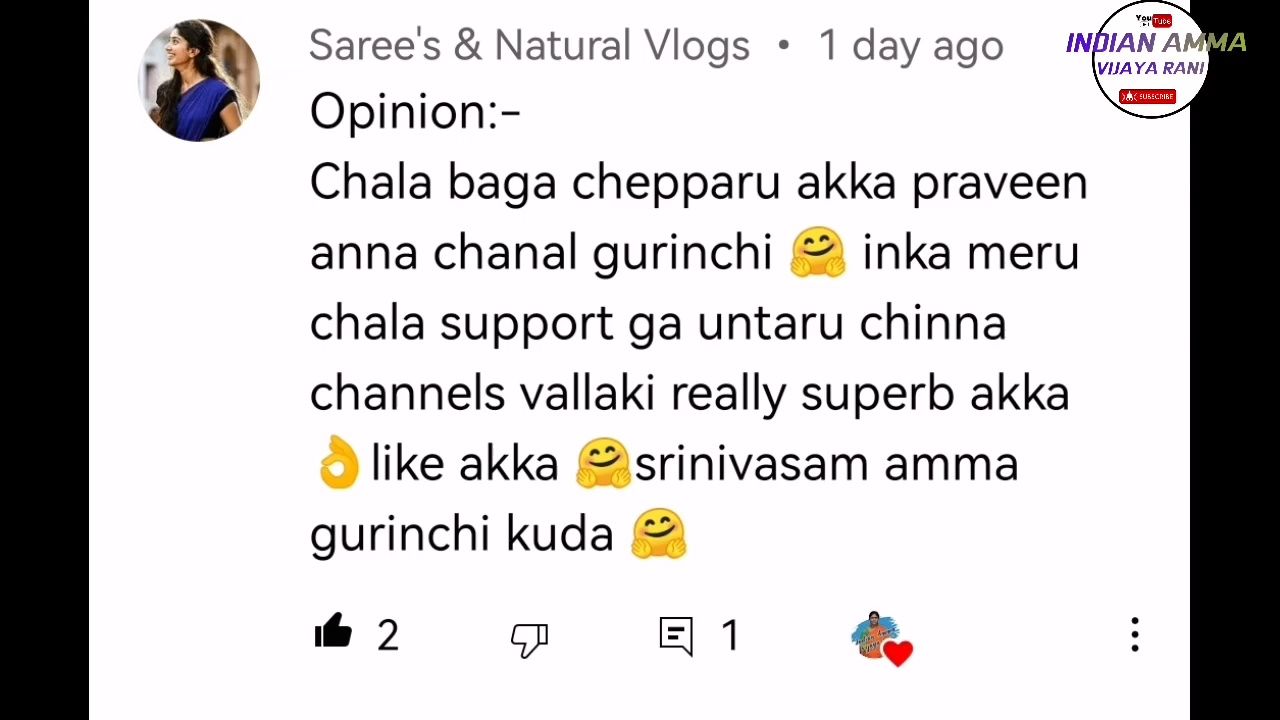 Saree's & Natural Vlogs • 1 day ago
You Tube
INDIAN AMMA
VIJAYA RANI
SUBSCRIBE
Opinion:-
Chala baga chepparu akka praveen
anna chanal gurinchi 🤗 inka meru
chala support ga untaru chinna
channels vallaki really superb akka
👌like akka 🤗srinivasam amma
gurinchi kuda 🤗
2
1